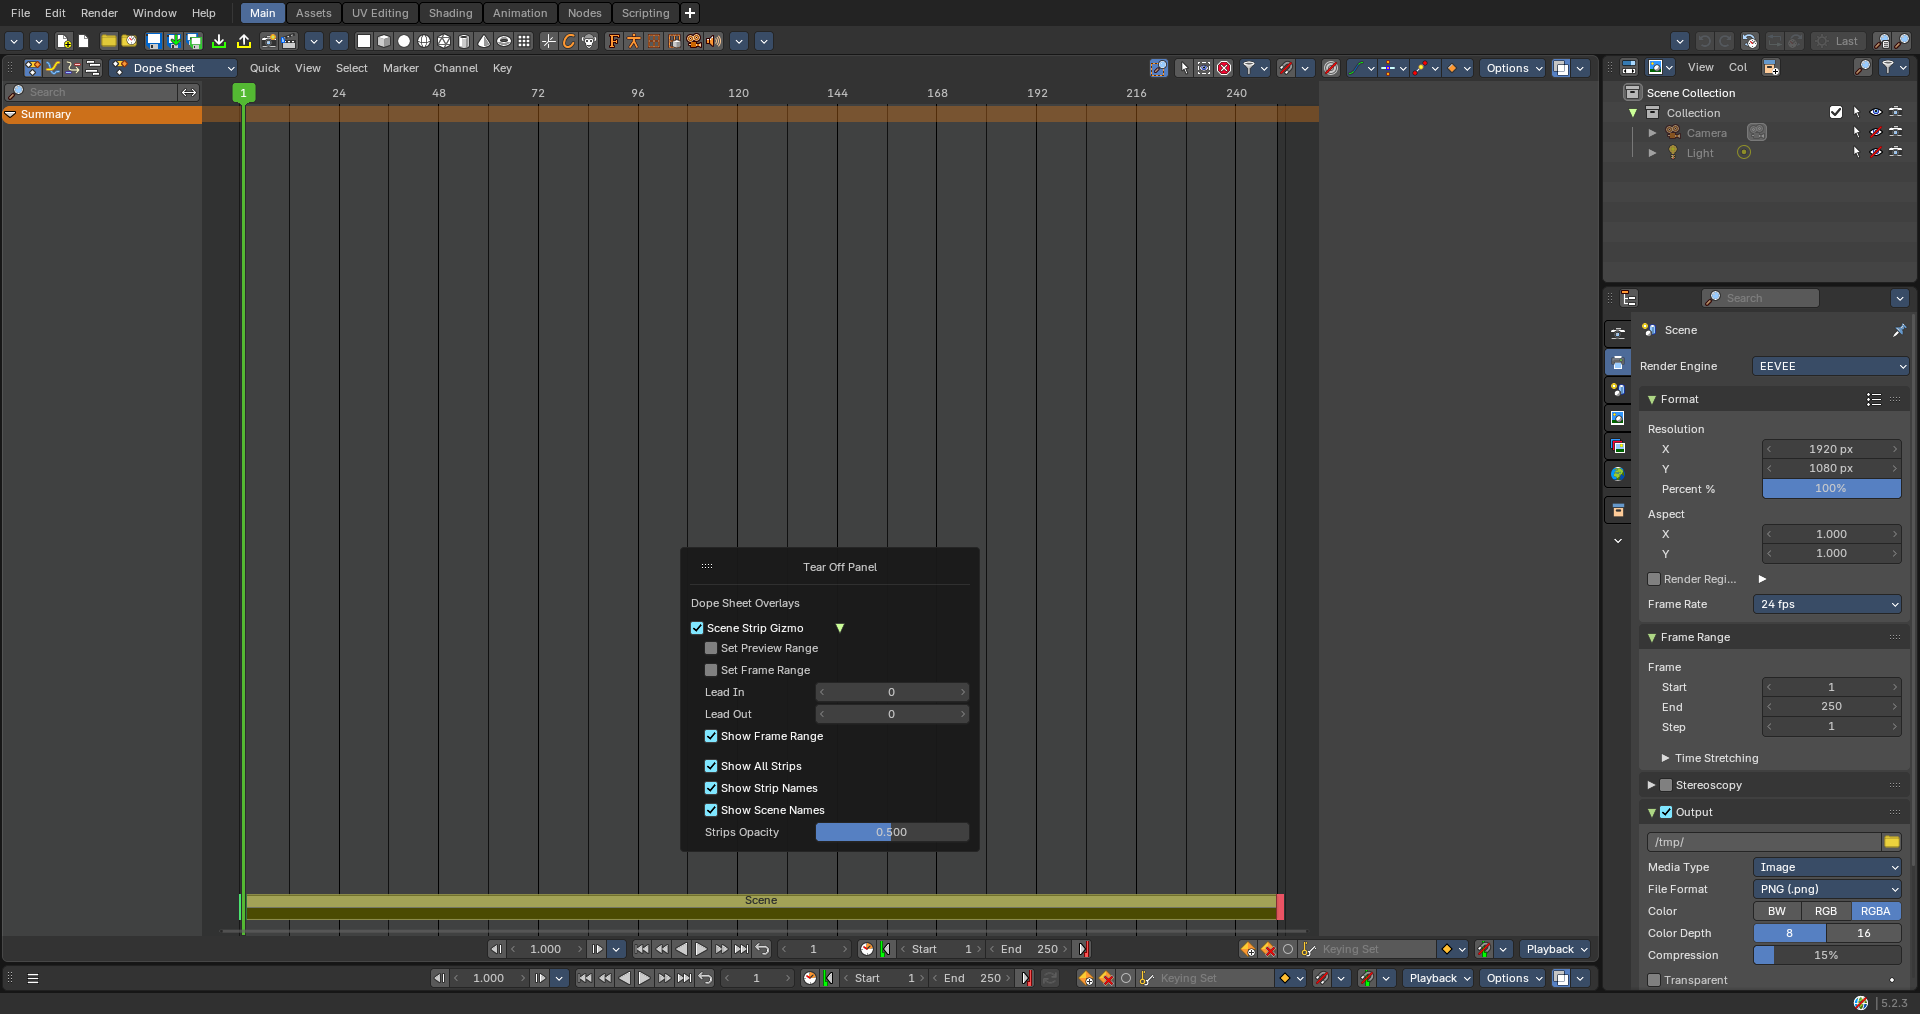 File Edit Render Window Help Main Assets UV Editing Shading Animation Nodes Scripting
Last
Dope Sheet Quick View Select Marker Channel Key Options
View Col
Search 1 24 48 72 96 120 144 168 192 216 240
Summary
Scene Collection
Collection
Camera
Light
Search
Scene
Render Engine EEVEE
Format
Resolution
X 1920 px
Y 1080 px
Percent % 100%
Aspect
X 1.000
Y 1.000
Render Regi...
Frame Rate 24 fps
Frame Range
Frame
Start 1
End 250
Step 1
Time Stretching
Stereoscopy
Output
/tmp/
Media Type Image
File Format PNG (.png)
Color BW RGB RGBA
Color Depth 8 16
Compression 15%
Transparent
Tear Off Panel
Dope Sheet Overlays
Scene Strip Gizmo
Set Preview Range
Set Frame Range
Lead In 0
Lead Out 0
Show Frame Range
Show All Strips
Show Strip Names
Show Scene Names
Strips Opacity 0.500
Scene
1.000 1 Start 1 End 250 Keying Set Playback
1.000 1 Start 1 End 250 Keying Set Playback Options
5.2.3